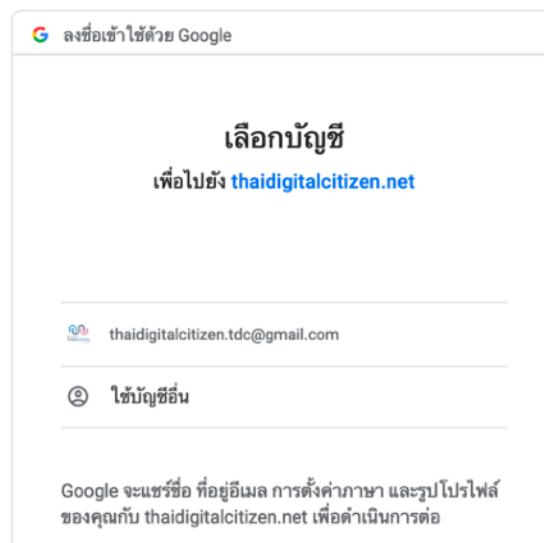 ลงชื่อเข้าใช้ด้วย Google
เลือกบัญชี
เพื่อไปยัง thaidigitalcitizen.net
thaidigitalcitizen.tdc@gmail.com
ใช้บัญชีอื่น
Google จะแชร์ชื่อ ที่อยู่อีเมล การตั้งค่าภาษา และรูปโปรไฟล์
ของคุณกับ thaidigitalcitizen.net เพื่อดำเนินการต่อ